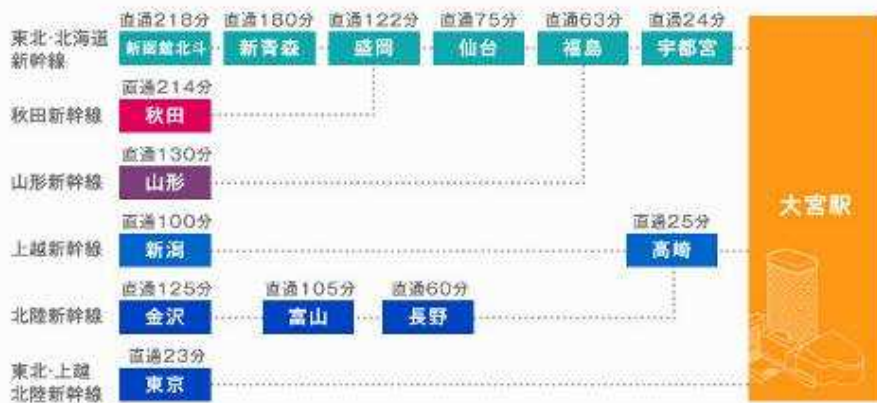 直通218分 直通180分 直通122分 直通75分 直通63分 直通24分
東北・北海道
新幹線
新函館北斗 新青森 盛岡 仙台 福島 宇都宮
直通214分
秋田新幹線 秋田
直通130分
山形新幹線 山形
大宮駅
直通100分 直通25分
上越新幹線 新潟 高崎
直通125分 直通105分 直通60分
北陸新幹線 金沢 富山 長野
直通23分
東北・上越
北陸新幹線
東京